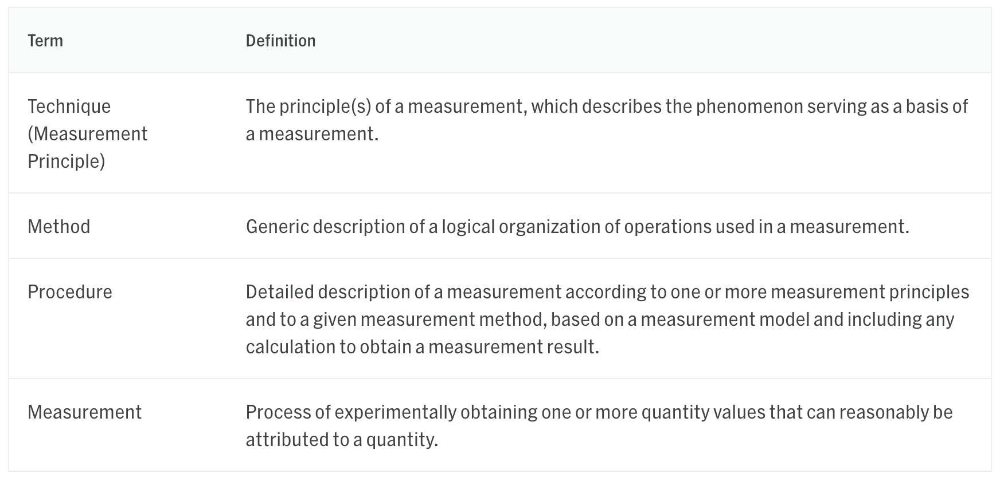 Term
Definition
Technique
(Measurement
Principle)
The principle(s) of a measurement, which describes the phenomenon serving as a basis of
a measurement.
Method
Generic description of a logical organization of operations used in a measurement.
Procedure
Detailed description of a measurement according to one or more measurement principles
and to a given measurement method, based on a measurement model and including any
calculation to obtain a measurement result.
Measurement
Process of experimentally obtaining one or more quantity values that can reasonably be
attributed to a quantity.